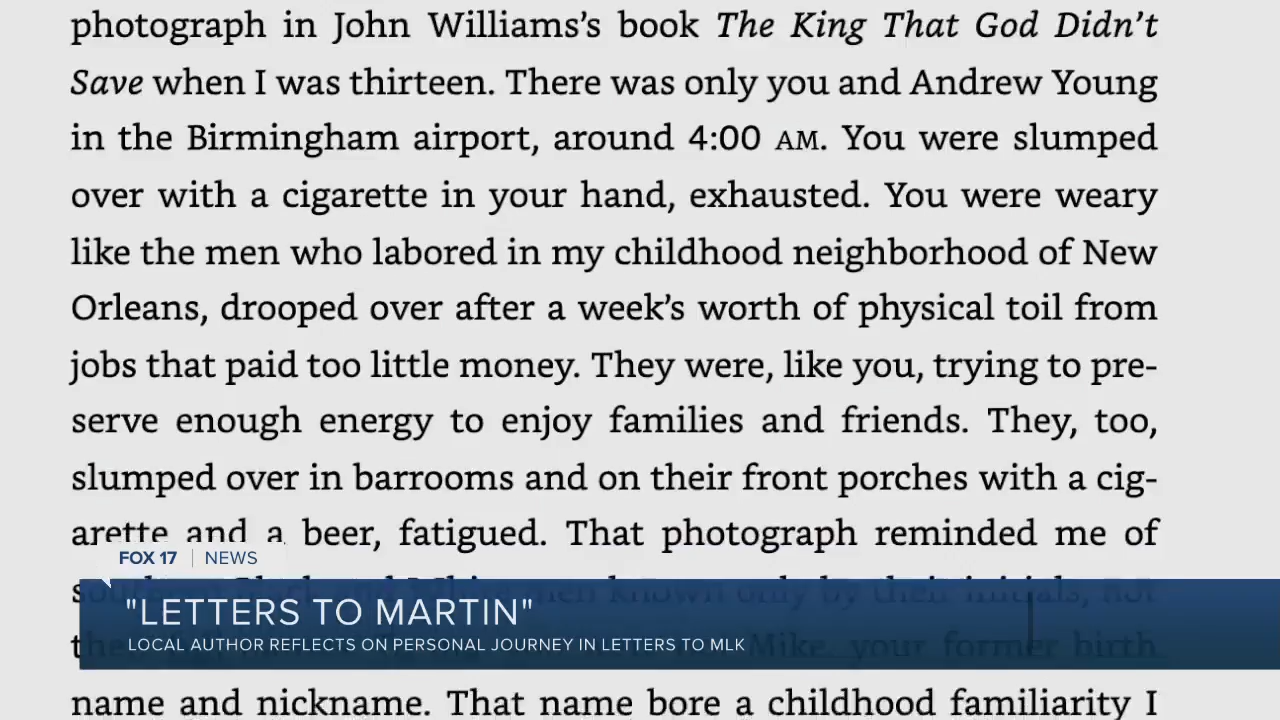 photograph in John Williams’s book The King That God Didn’t
Save when I was thirteen. There was only you and Andrew Young
in the Birmingham airport, around 4:00 AM. You were slumped
over with a cigarette in your hand, exhausted. You were weary
like the men who labored in my childhood neighborhood of New
Orleans, drooped over after a week’s worth of physical toil from
jobs that paid too little money. They were, like you, trying to pre-
serve enough energy to enjoy families and friends. They, too,
slumped over in barrooms and on their front porches with a cig-
arette and a beer, fatigued. That photograph reminded me of
men known only by their initials, not
Mike, your former birth
name and nickname. That name bore a childhood familiarity I
FOX 17 | NEWS
"LETTERS TO MARTIN"
LOCAL AUTHOR REFLECTS ON PERSONAL JOURNEY IN LETTERS TO MLK